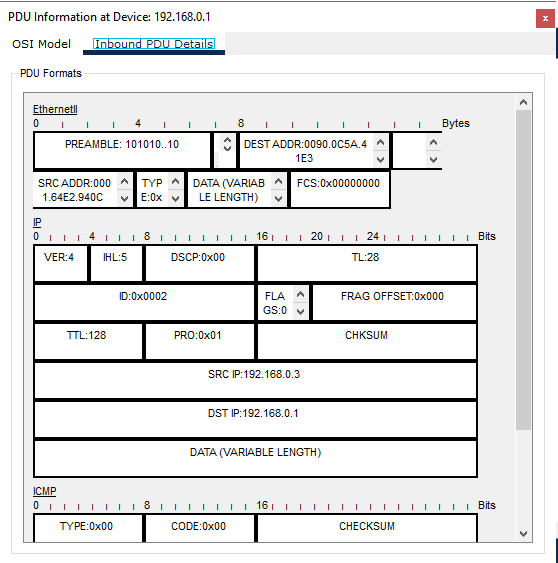 PDU Information at Device: 192.168.0.1
x
OSI Model Inbound PDU Details
PDU Formats
EthernetII
0 4 8 Bytes
PREAMBLE: 101010..10 DEST ADDR:0090.0C5A.4
1E3
SRC ADDR:000 TYP DATA (VARIAB FCS:0x00000000
1.64E2.940C E:0x LE LENGTH)
IP
0 4 8 16 20 24 Bits
VER:4 IHL:5 DSCP:0x00 TL:28
ID:0x0002 FLA FRAG OFFSET:0x000
GS:0
TTL:128 PRO:0x01 CHKSUM
SRC IP:192.168.0.3
DST IP:192.168.0.1
DATA (VARIABLE LENGTH)
ICMP
0 8 16 Bits
TYPE:0x00 CODE:0x00 CHECKSUM